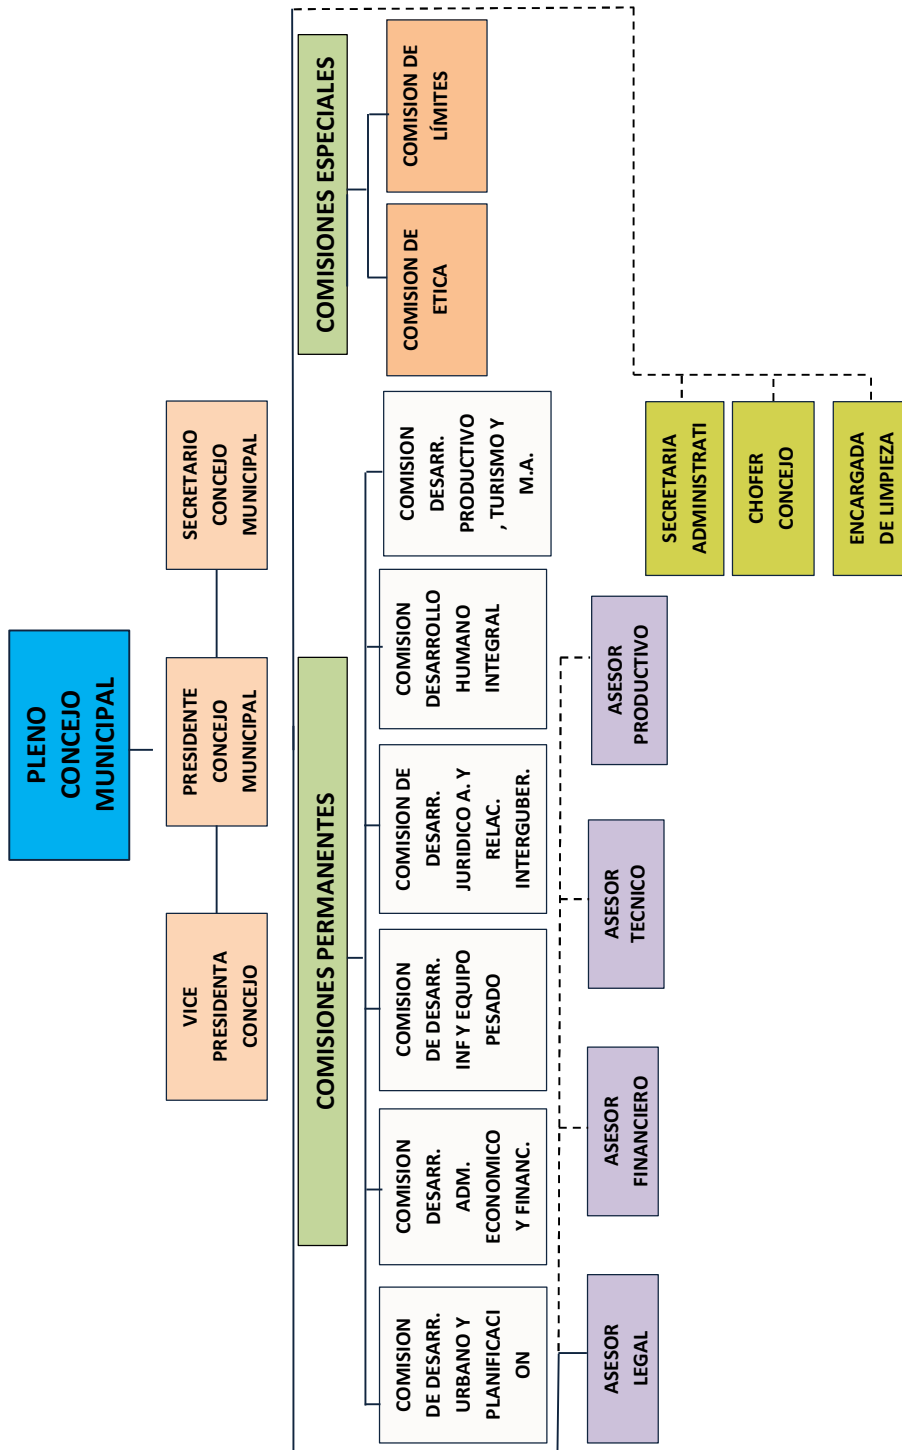 PLENO
CONCEJO
MUNICIPAL
VICE
PRESIDENTA
CONCEJO
PRESIDENTE
CONCEJO
MUNICIPAL
SECRETARIO
CONCEJO
MUNICIPAL
COMISIONES PERMANENTES
COMISIONES ESPECIALES
COMISION
DE DESARR.
URBANO Y
PLANIFICACI
ON
COMISION
DESARR.
ADM.
ECONOMICO
Y FINANC.
COMISION
DE DESARR.
INF Y EQUIPO
PESADO
COMISION DE
DESARR.
JURIDICO A. Y
RELAC.
INTERGUBER.
COMISION
DESARROLLO
HUMANO
INTEGRAL
COMISION
DESARR.
PRODUCTIVO
, TURISMO Y
M.A.
COMISION DE
ETICA
COMISION DE
LÍMITES
ASESOR
LEGAL
ASESOR
FINANCIERO
ASESOR
TECNICO
ASESOR
PRODUCTIVO
SECRETARIA
ADMINISTRATI
CHOFER
CONCEJO
ENCARGADA
DE LIMPIEZA